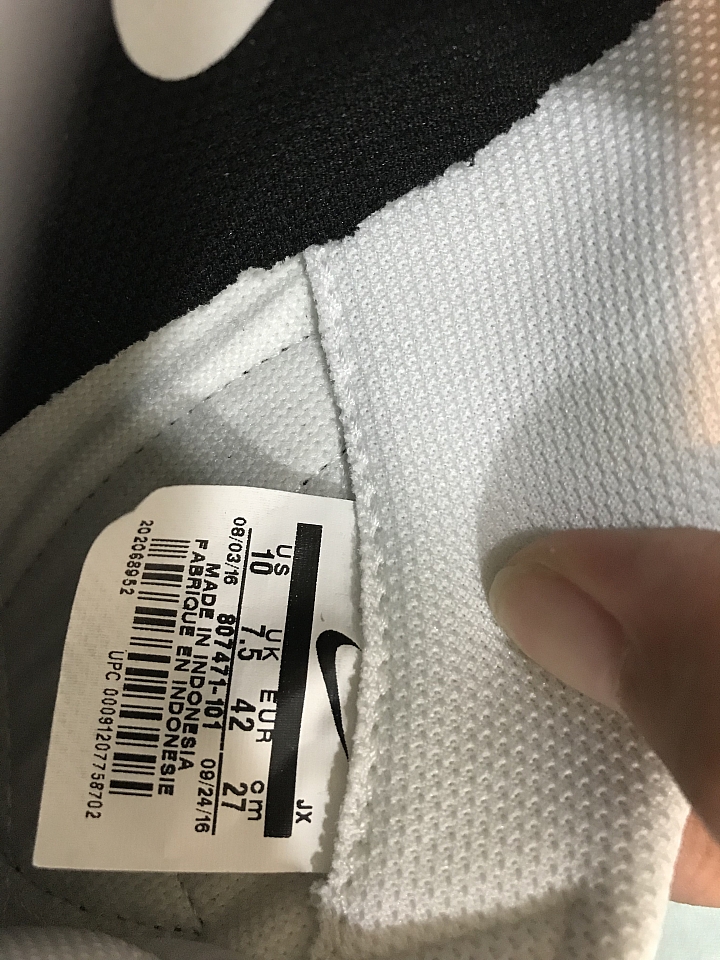 JX
US UK EUR cm
10 7.5 42 27
08/03/16 807471-101 09/24/16
MADE IN INDONESIA
FABRIQUE EN INDONESIE
202068952
UPC 00091207758702